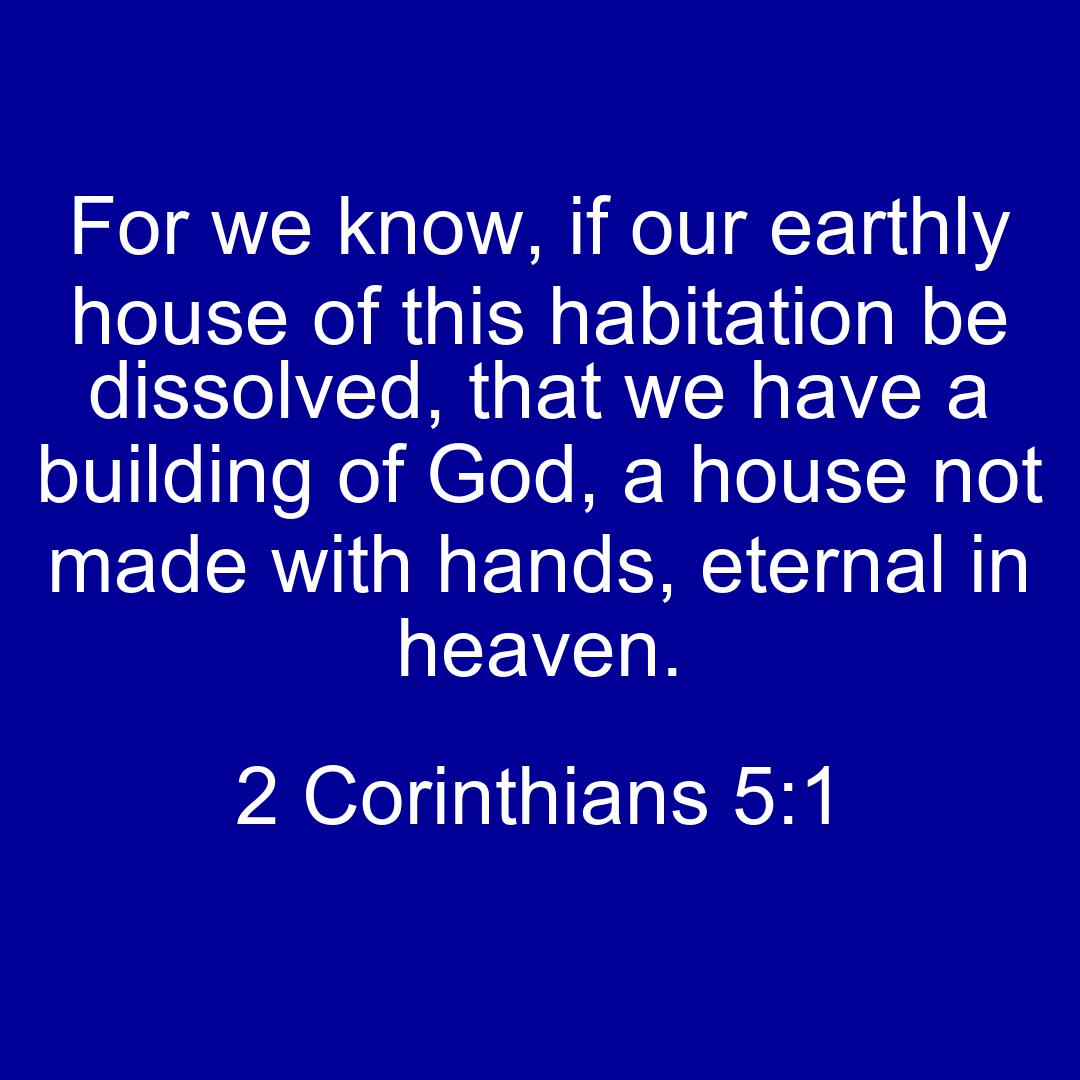 For we know, if our earthly
house of this habitation be
dissolved, that we have a
building of God, a house not
made with hands, eternal in
heaven.
2 Corinthians 5:1